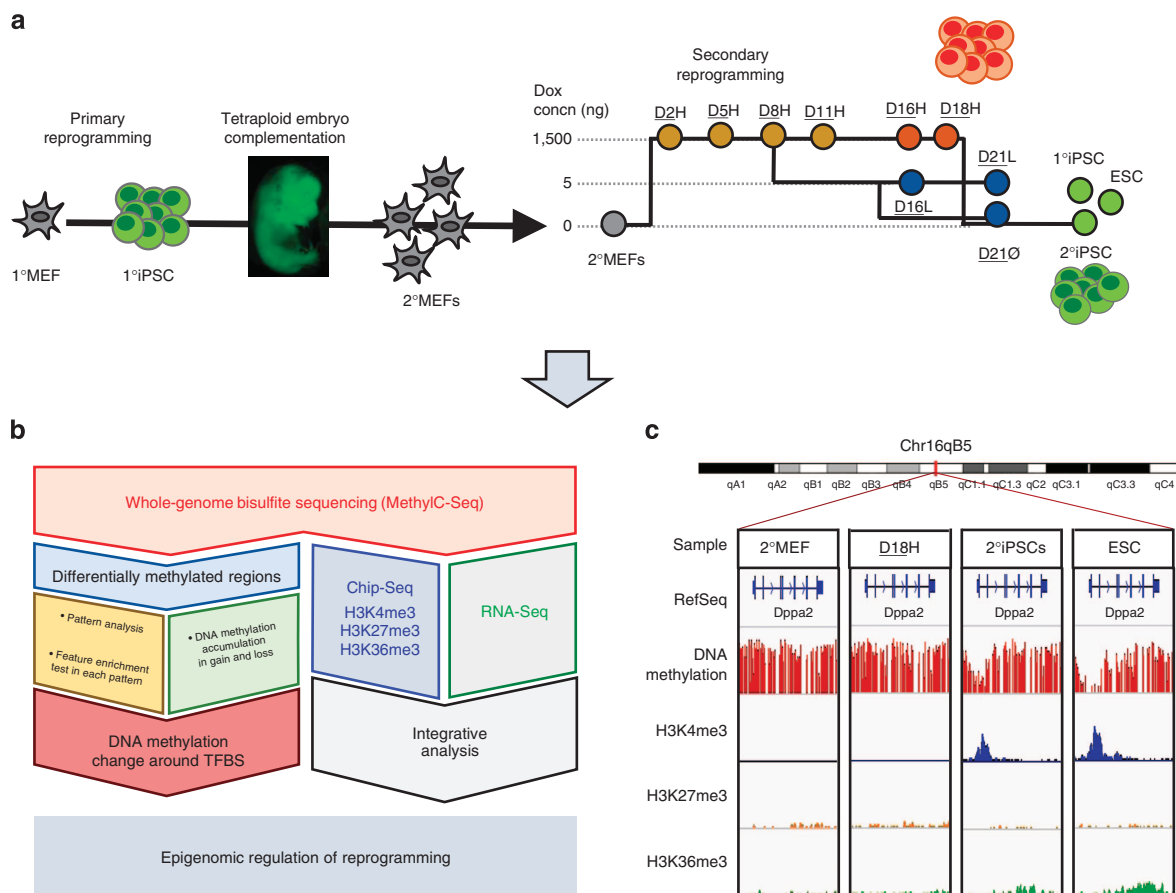 a
Primary
reprogramming
Tetraploid embryo
complementation
1°MEF
1°iPSC
2°MEFs
Secondary
reprogramming
Dox
concn (ng)
1,500
5
0
D2H
D5H
D8H
D11H
D16H
D18H
D21L
D16L
D21Ø
2°MEFs
1°iPSC
ESC
2°iPSC
b
Whole-genome bisulfite sequencing (MethylC-Seq)
Differentially methylated regions
• Pattern analysis
• Feature enrichment
test in each pattern
• DNA methylation
accumulation
in gain and loss
Chip-Seq
H3K4me3
H3K27me3
H3K36me3
RNA-Seq
DNA methylation
change around TFBS
Integrative
analysis
Epigenomic regulation of reprogramming
c
Chr16qB5
qA1 qA2 qB1 qB2 qB3 qB4 qB5 qC1.1 qC1.3 qC2 qC3.1 qC3.3 qC4
Sample 2°MEF D18H 2°iPSCs ESC
RefSeq
Dppa2 Dppa2 Dppa2 Dppa2
DNA
methylation
H3K4me3
H3K27me3
H3K36me3